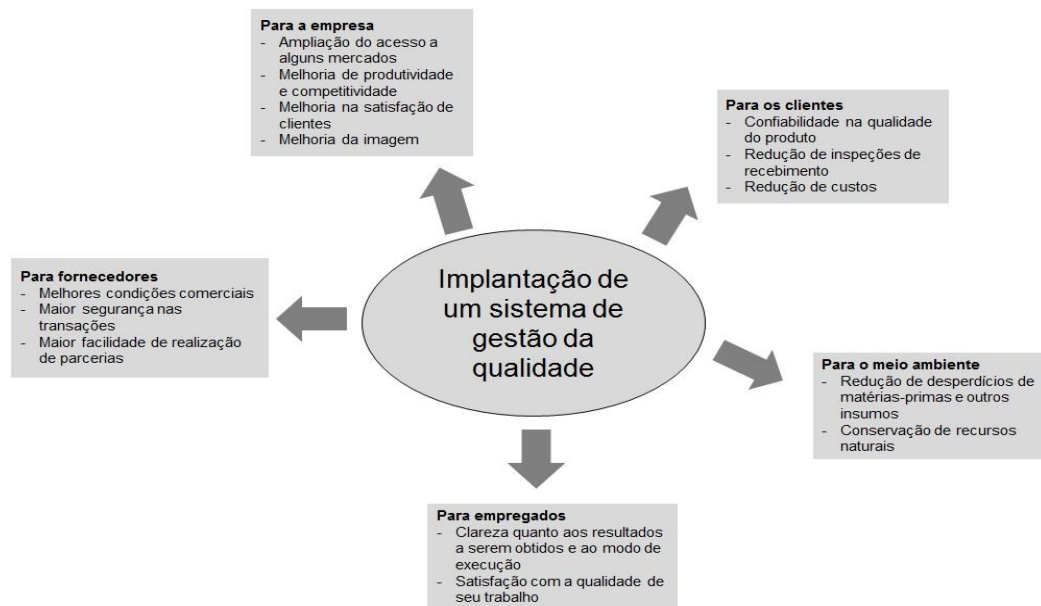 Para a empresa
- Ampliação do acesso a
alguns mercados
- Melhoria de produtividade
e competitividade
- Melhoria na satisfação de
clientes
- Melhoria da imagem
Para os clientes
- Confiabilidade na qualidade
do produto
- Redução de inspeções de
recebimento
- Redução de custos
Para fornecedores
- Melhores condições comerciais
- Maior segurança nas
transações
- Maior facilidade de realização
de parcerias
Implantação de
um sistema de
gestão da
qualidade
Para o meio ambiente
- Redução de desperdícios de
matérias-primas e outros
insumos
- Conservação de recursos
naturais
Para empregados
- Clareza quanto aos resultados
a serem obtidos e ao modo de
execução
- Satisfação com a qualidade de
seu trabalho